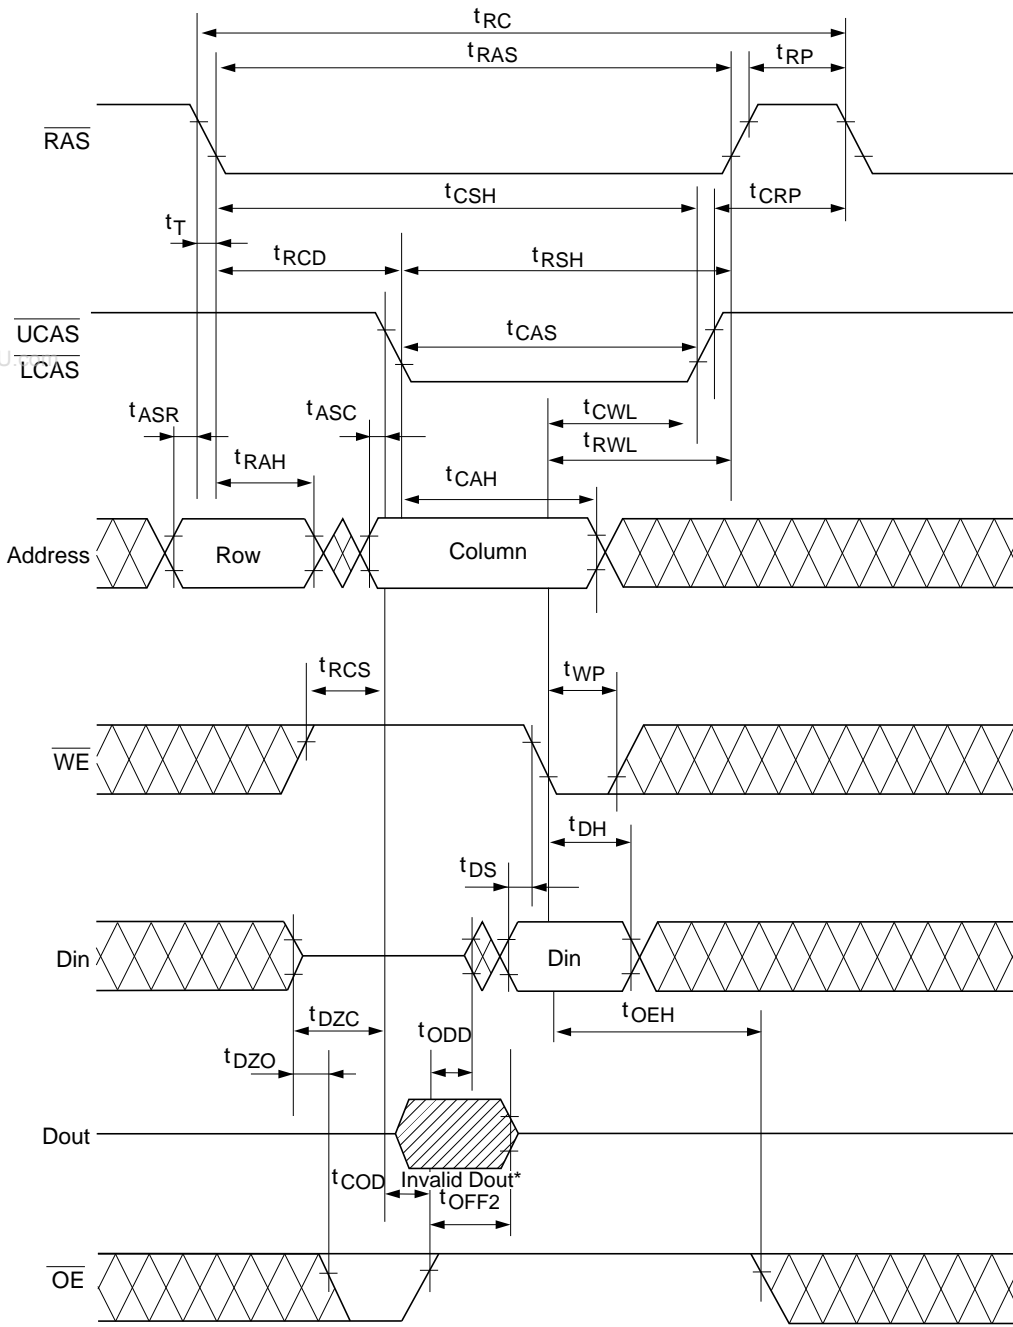 tRC
tRAS
tRP
RAS
tCSH
tCRP
tT
tRCD
tRSH
UCAS
tCAS
U.com
LCAS
tASR
tASC
tCWL
tRWL
tRAH
tCAH
Address
Row
Column
tRCS
tWP
WE
tDH
tDS
Din
Din
tDZC
tODD
tOEH
tDZO
Dout
tCOD
Invalid Dout*
tOFF2
OE